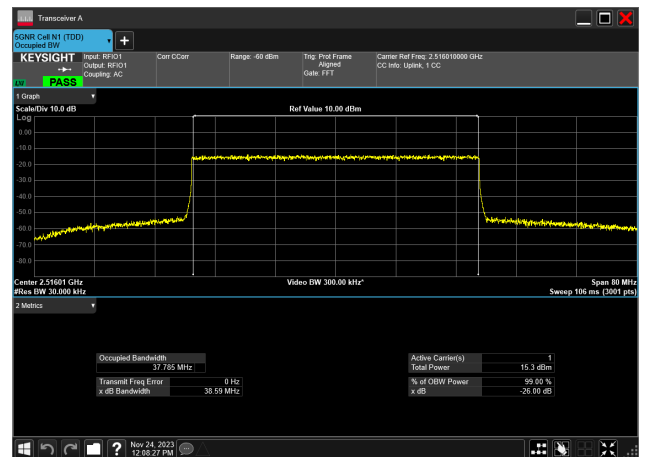 Transceiver A
5GNR Cell N1 (TDD)
Occupied BW
KEYSIGHT
LXI
PASS
Input: RFIO1
Output: RFIO1
Coupling: AC
Corr CCorr
Range: -60 dBm
Trig: Prot Frame
Aligned
Gate: FFT
Carrier Ref Freq: 2.516010000 GHz
CC Info: Uplink, 1 CC
1 Graph
Scale/Div 10.0 dB
Ref Value 10.00 dBm
Log
0.00
-10.0
-20.0
-30.0
-40.0
-50.0
-60.0
-70.0
-80.0
Center 2.51601 GHz
Video BW 300.00 kHz*
Span 80 MHz
#Res BW 30.000 kHz
Sweep 106 ms (3001 pts)
2 Metrics
Occupied Bandwidth
37.785 MHz
Active Carrier(s) 1
Total Power 15.3 dBm
Transmit Freq Error 0 Hz
x dB Bandwidth 38.59 MHz
% of OBW Power 99.00 %
x dB -26.00 dB
Nov 24, 2023
12:08:27 PM